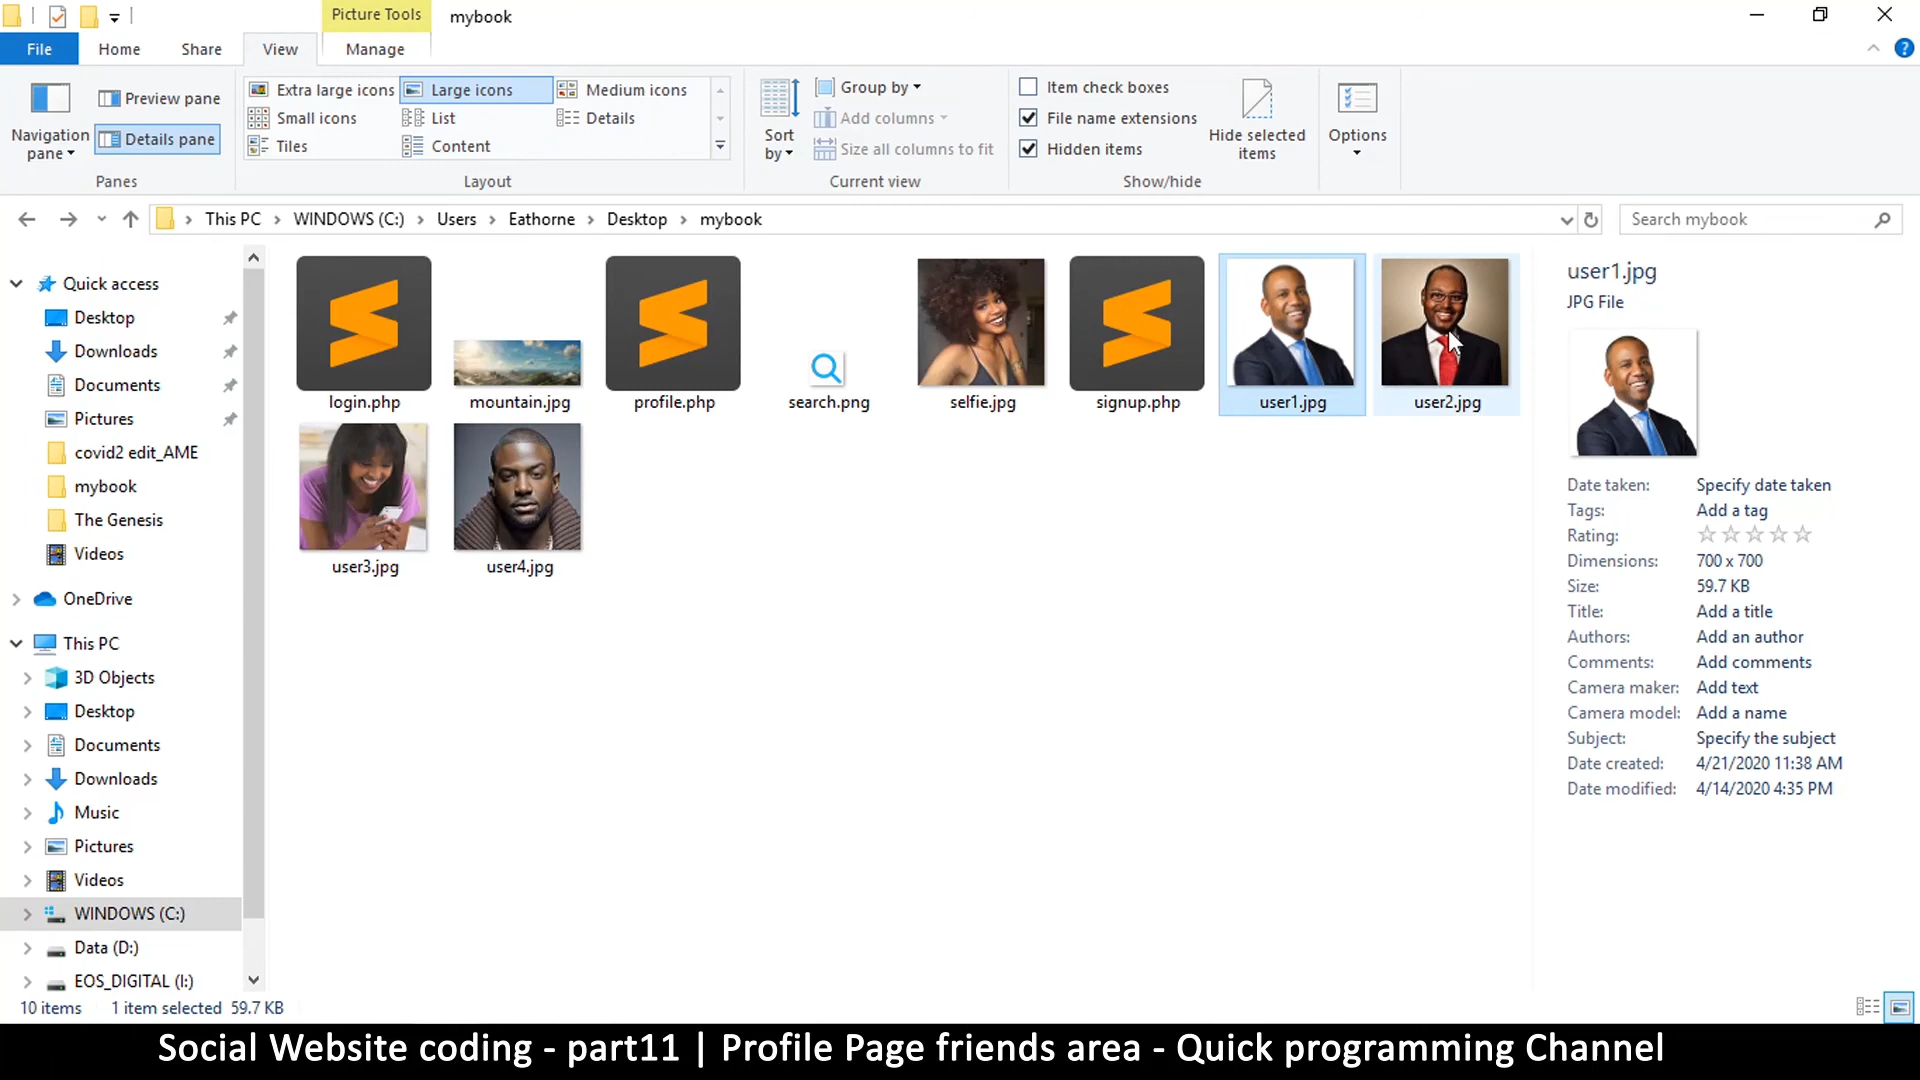 Picture Tools
mybook
File
Home
Share
View
Manage
Navigation pane
Preview pane
Details pane
Panes
Extra large icons
Large icons
Medium icons
Small icons
List
Details
Tiles
Content
Layout
Sort by
Group by
Add columns
Size all columns to fit
Current view
Item check boxes
File name extensions
Hidden items
Hide selected items
Show/hide
Options
This PC > WINDOWS (C:) > Users > Eathorne > Desktop > mybook
Search mybook
Quick access
Desktop
Downloads
Documents
Pictures
covid2 edit_AME
mybook
The Genesis
Videos
OneDrive
This PC
3D Objects
Desktop
Documents
Downloads
Music
Pictures
Videos
WINDOWS (C:)
Data (D:)
EOS_DIGITAL (I:)
login.php
mountain.jpg
profile.php
search.png
selfie.jpg
signup.php
user1.jpg
user2.jpg
user3.jpg
user4.jpg
user1.jpg
JPG File
Date taken: Specify date taken
Tags: Add a tag
Rating:
Dimensions: 700 x 700
Size: 59.7 KB
Title: Add a title
Authors: Add an author
Comments: Add comments
Camera maker: Add text
Camera model: Add a name
Subject: Specify the subject
Date created: 4/21/2020 11:38 AM
Date modified: 4/14/2020 4:35 PM
10 items 1 item selected 59.7 KB
Social Website coding - part11 | Profile Page friends area - Quick programming Channel